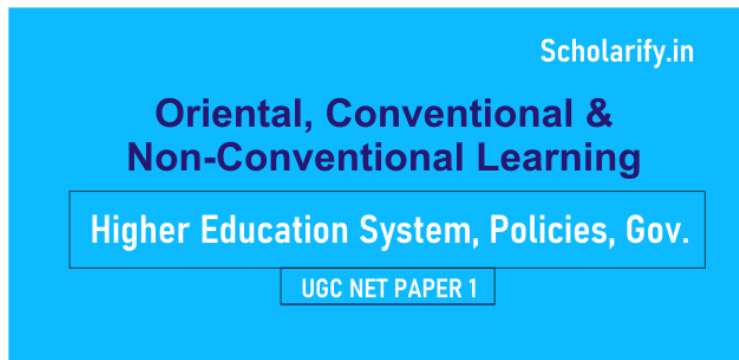 Scholarify.in
Oriental, Conventional &
Non-Conventional Learning
Higher Education System, Policies, Gov.
UGC NET PAPER 1